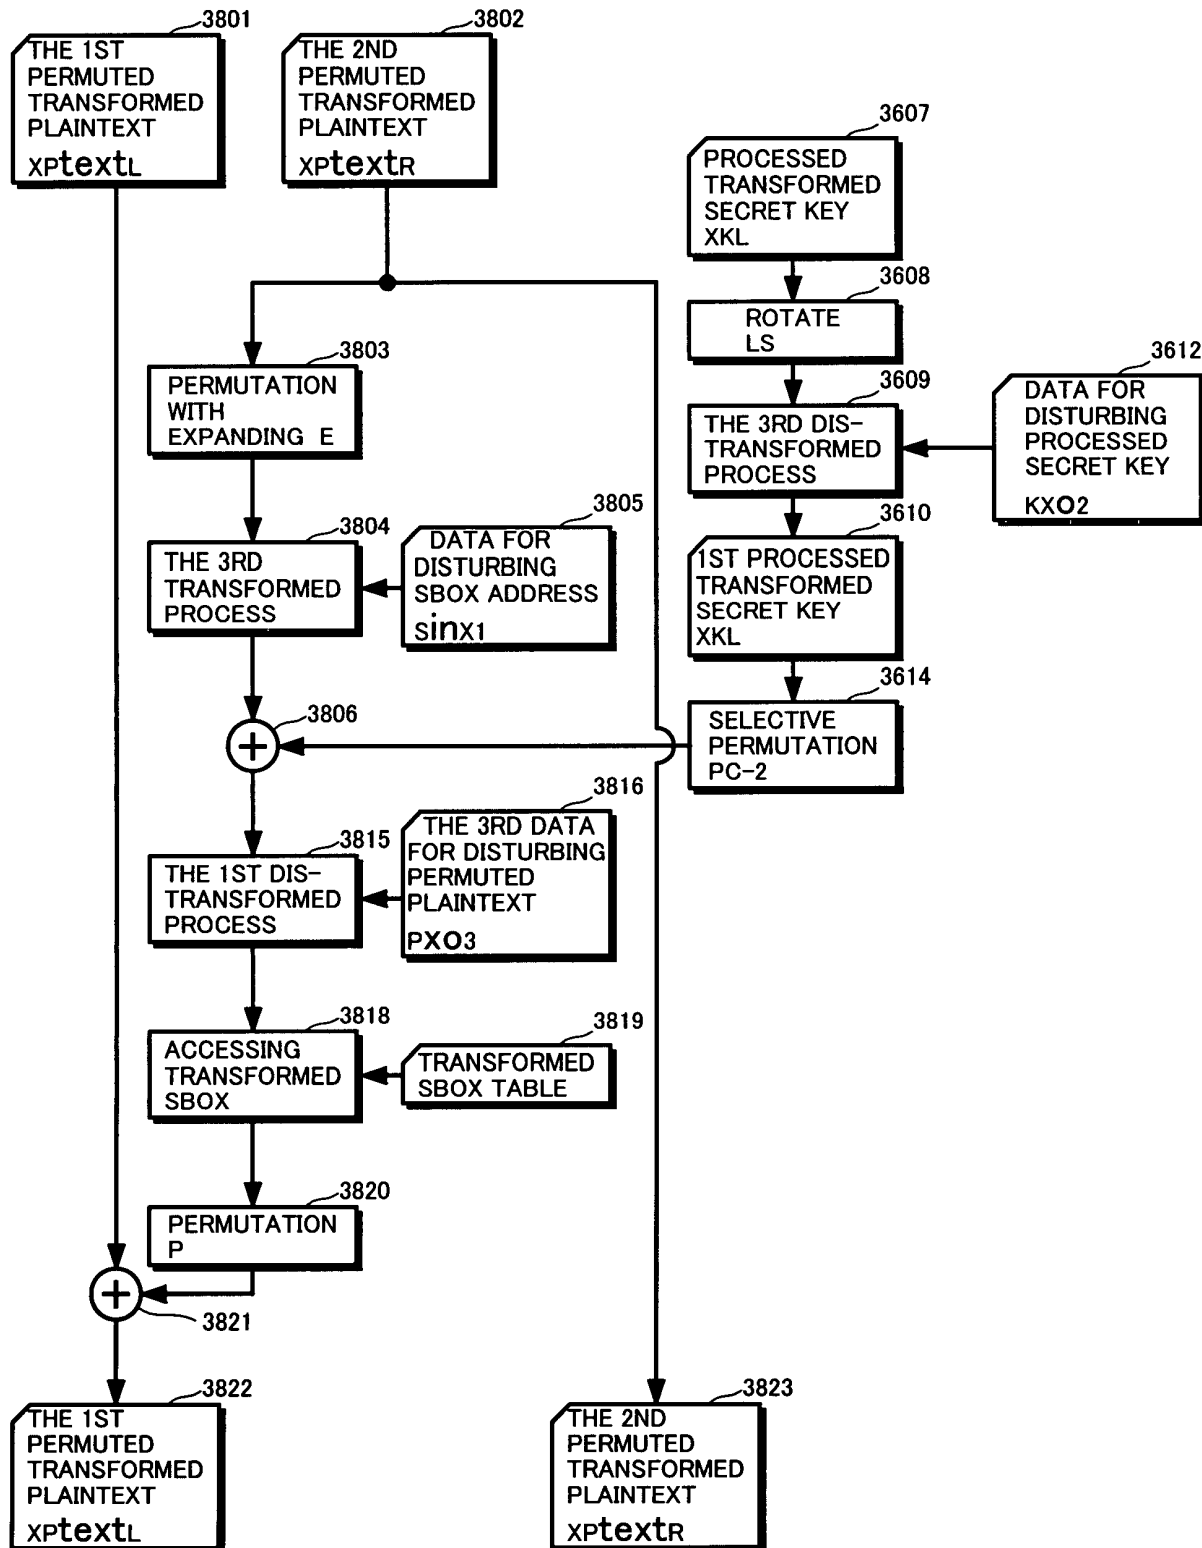 3801
THE 1ST
PERMUTED
TRANSFORMED
PLAINTEXT
XPtextL
3802
THE 2ND
PERMUTED
TRANSFORMED
PLAINTEXT
XPtextR
3607
PROCESSED
TRANSFORMED
SECRET KEY
XKL
3608
ROTATE
LS
3803
PERMUTATION
WITH
EXPANDING E
3609
THE 3RD DIS-
TRANSFORMED
PROCESS
3612
DATA FOR
DISTURBING
PROCESSED
SECRET KEY
KXO2
3804
THE 3RD
TRANSFORMED
PROCESS
3805
DATA FOR
DISTURBING
SBOX ADDRESS
SinX1
3610
1ST PROCESSED
TRANSFORMED
SECRET KEY
XKL
3806
+
3614
SELECTIVE
PERMUTATION
PC-2
3815
THE 1ST DIS-
TRANSFORMED
PROCESS
3816
THE 3RD DATA
FOR DISTURBING
PERMUTED
PLAINTEXT
PXO3
3818
ACCESSING
TRANSFORMED
SBOX
3819
TRANSFORMED
SBOX TABLE
3820
PERMUTATION
P
+
3821
3822
THE 1ST
PERMUTED
TRANSFORMED
PLAINTEXT
XPtextL
3823
THE 2ND
PERMUTED
TRANSFORMED
PLAINTEXT
XPtextR